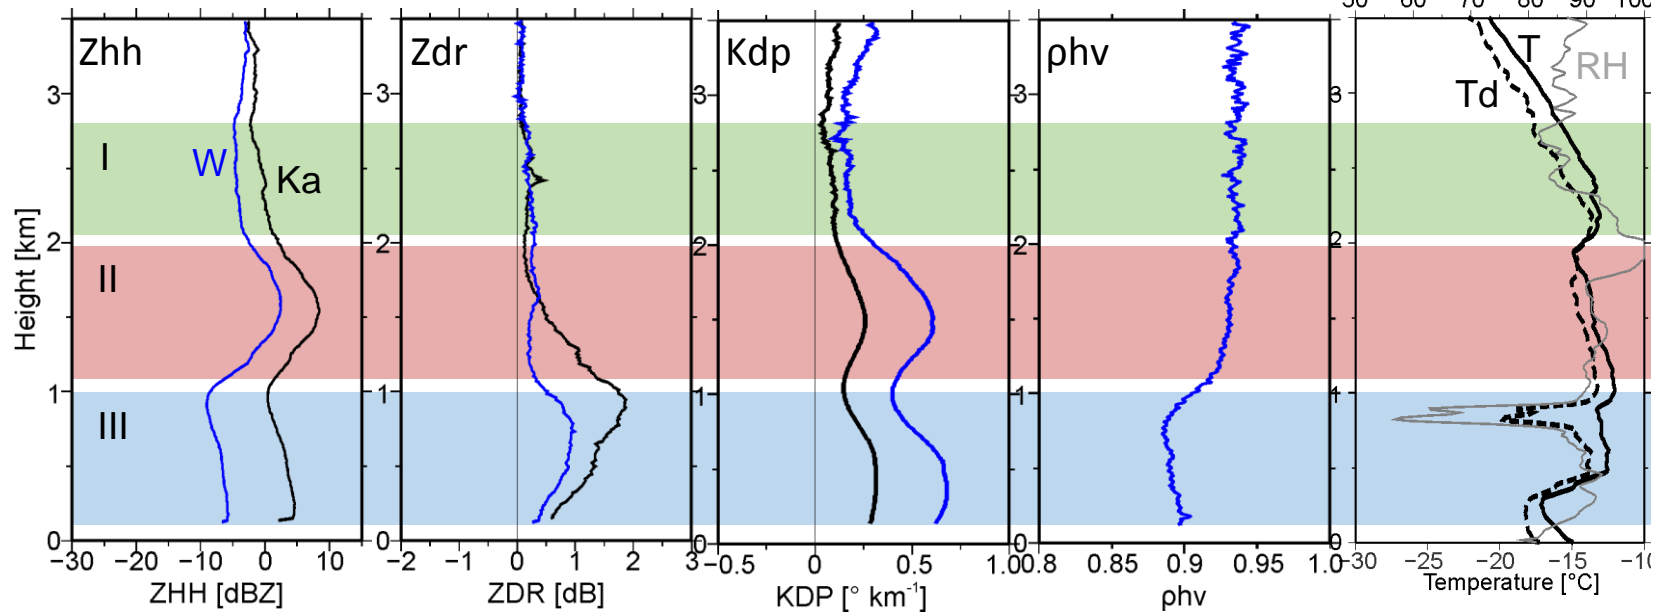 30 60 70 80 90 100
Zhh Zdr Kdp ρhv T RH
Td
3 3 3 3 3
I W Ka
Height [km]
2 2 2 2 2
II
1 1 1 1 1
III
0 0 0 0 0
−30 −20 −10 0 10 −2 −1 0 1 2 3 −0.5 0 0.5 1.0 0.8 0.85 0.9 0.95 1.0 −30 −25 −20 −15 −10
ZHH [dBZ] ZDR [dB] KDP [° km⁻¹] ρhv Temperature [°C]